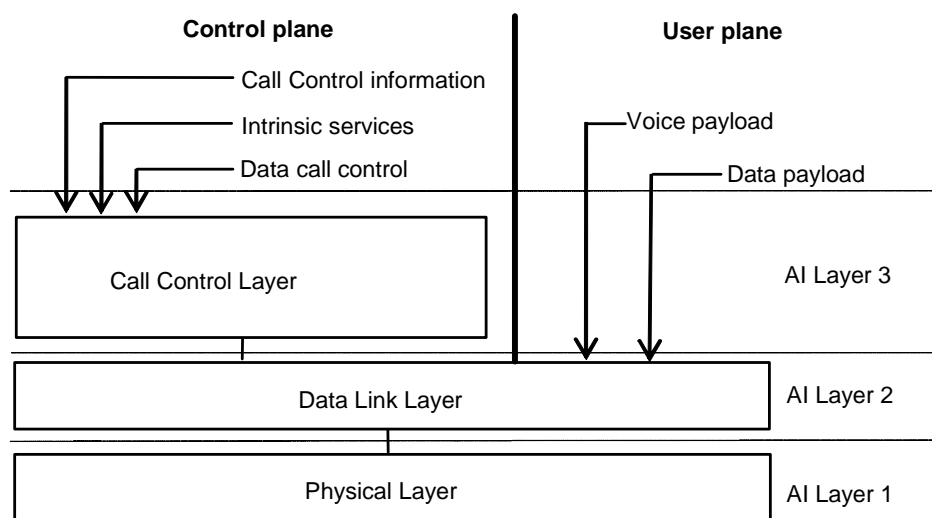 Control plane
User plane
Call Control information
Intrinsic services
Voice payload
Data call control
Data payload
Call Control Layer
AI Layer 3
Data Link Layer
AI Layer 2
Physical Layer
AI Layer 1